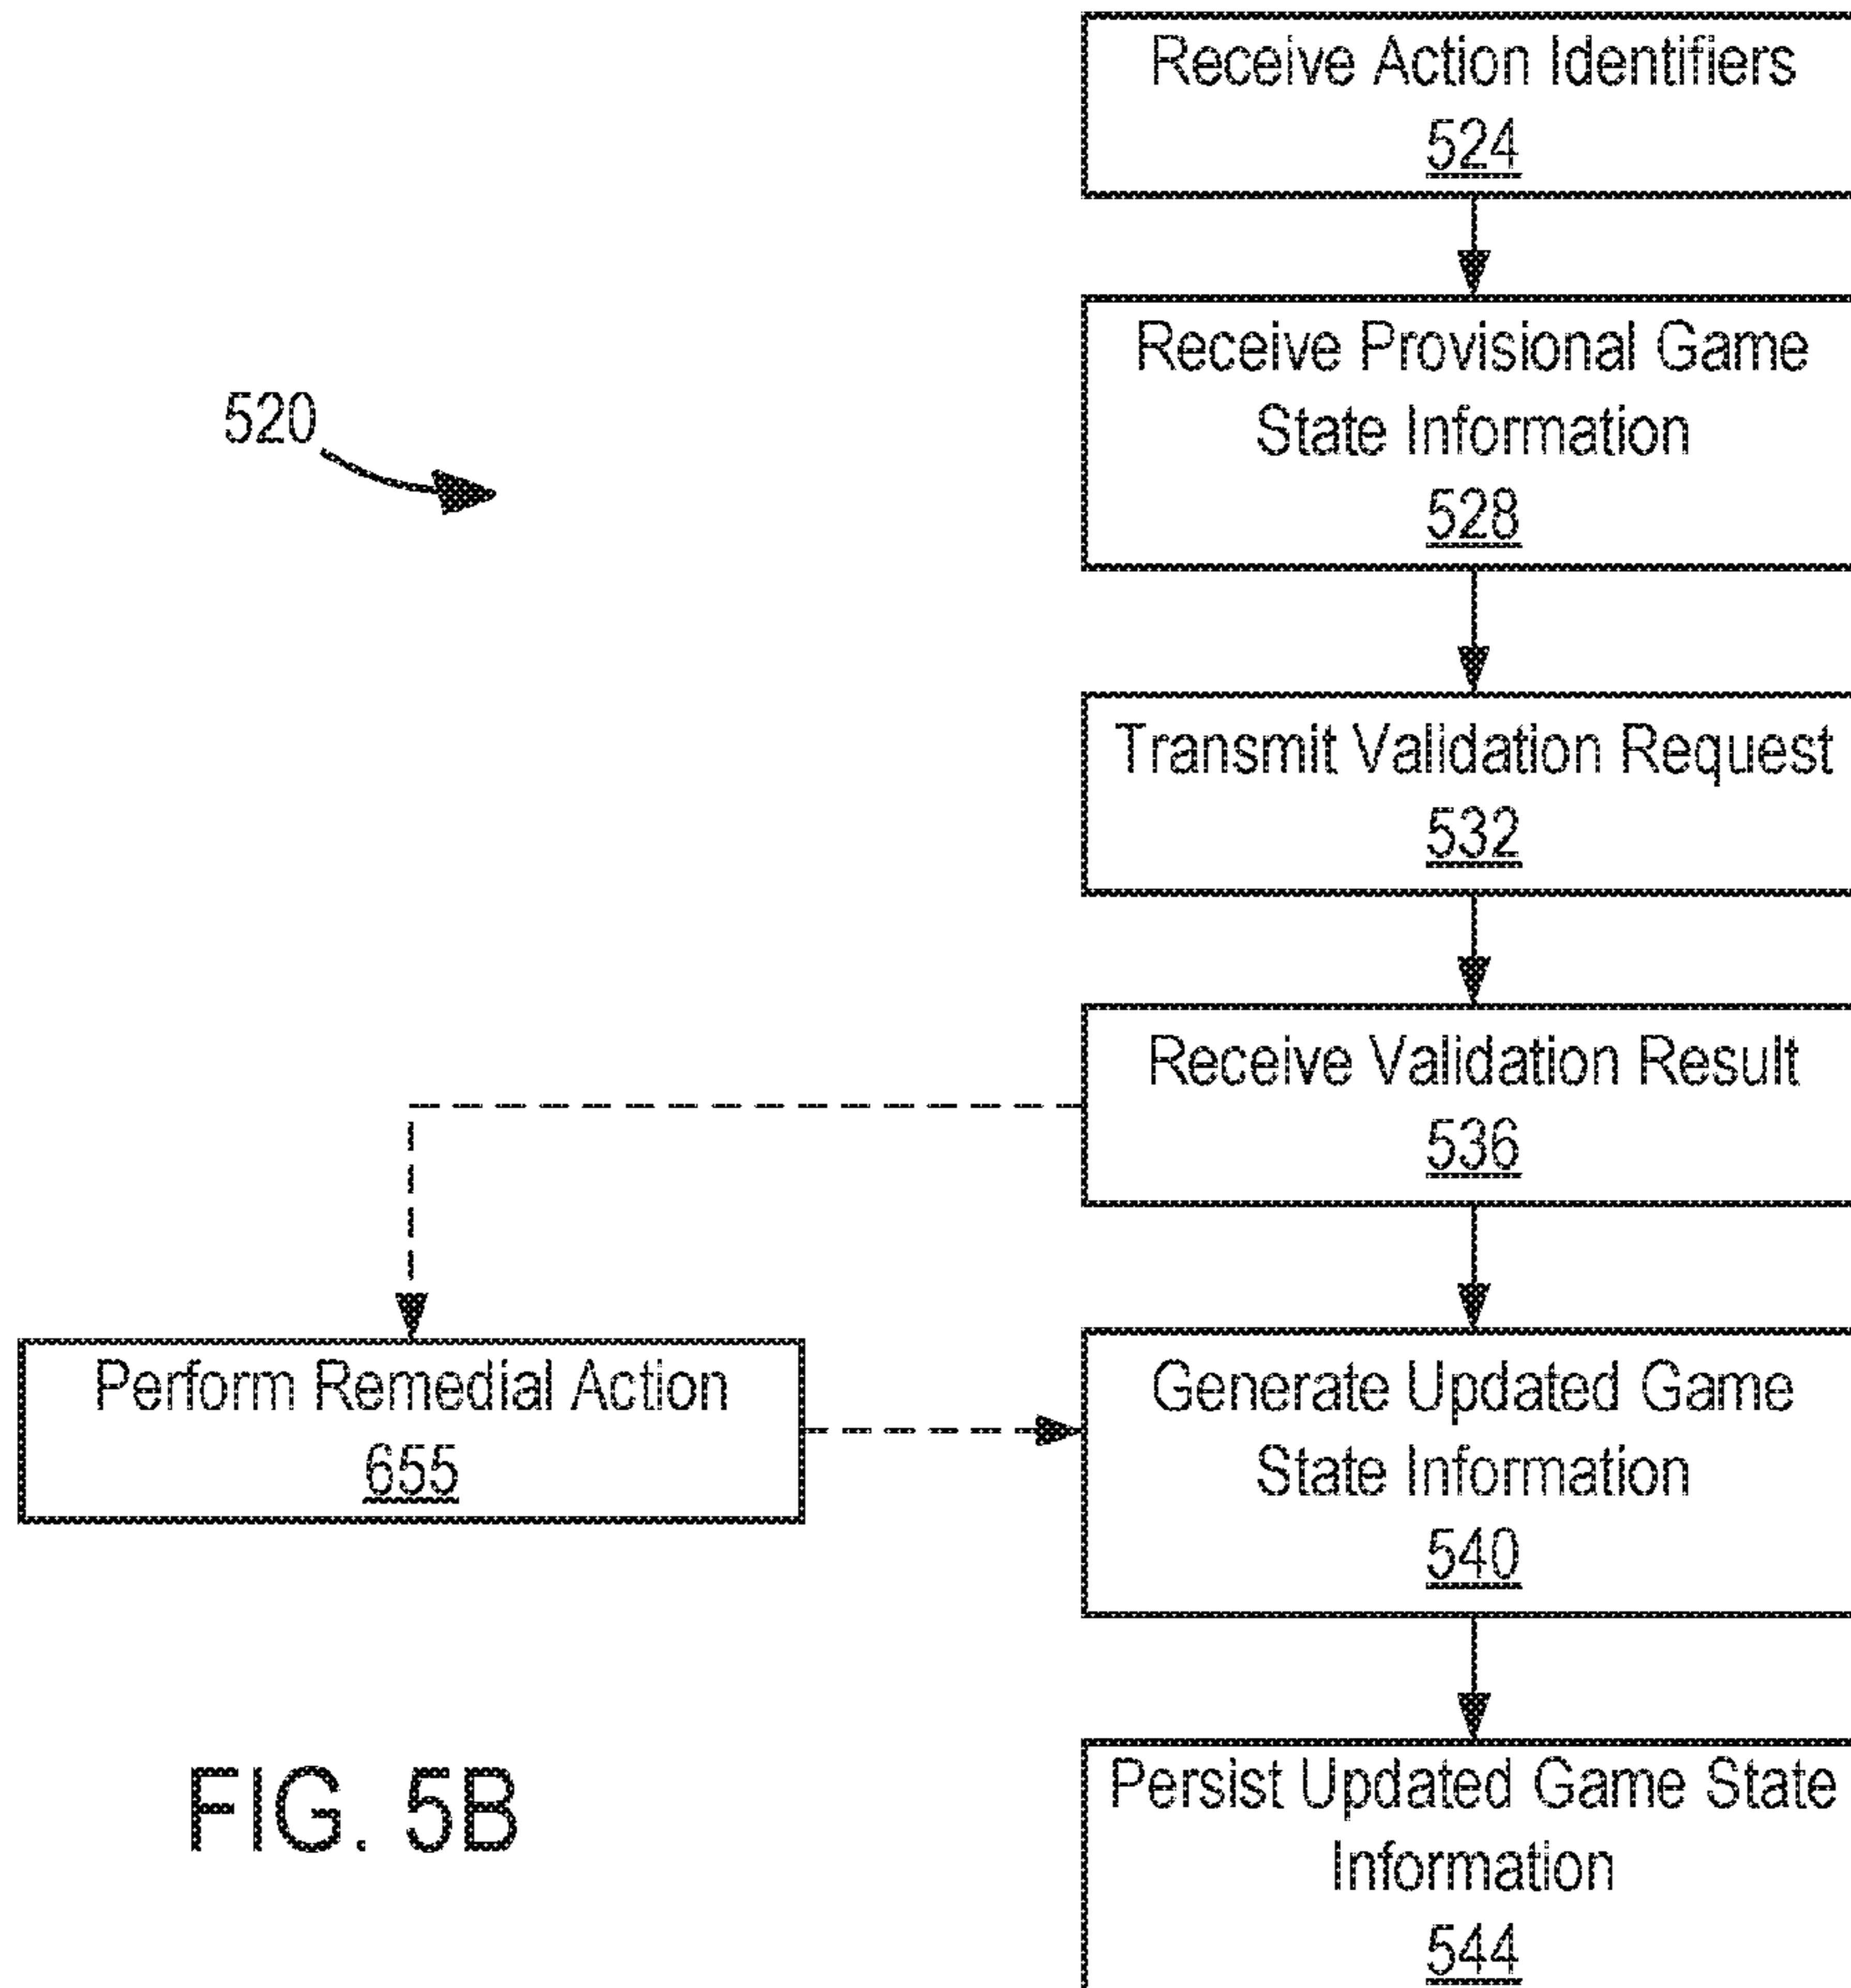 Receive Action Identifiers
524
Receive Provisional Game
State Information
528
520
Transmit Validation Request
532
Receive Validation Result
536
Perform Remedial Action
655
Generate Updated Game
State Information
540
Persist Updated Game State
Information
544
FIG. 5B